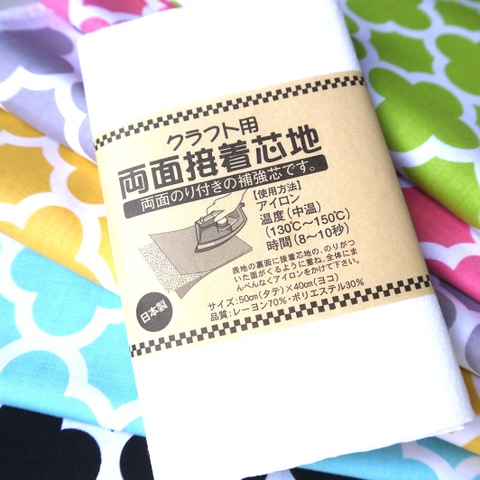 クラフト用
両面接着芯地
両面のり付きの補強芯です。
【使用方法】
アイロン
温度(中温)
(130℃〜150℃)
時間(8〜10秒)
表地の裏面に接着芯地の、のりがつ
いた面がくるように重ね、全体にま
んべんなくアイロンをかけて下さい。
サイズ:50cm(タテ)×40cm(ヨコ)
品質:レーヨン70%・ポリエステル30%
日本製